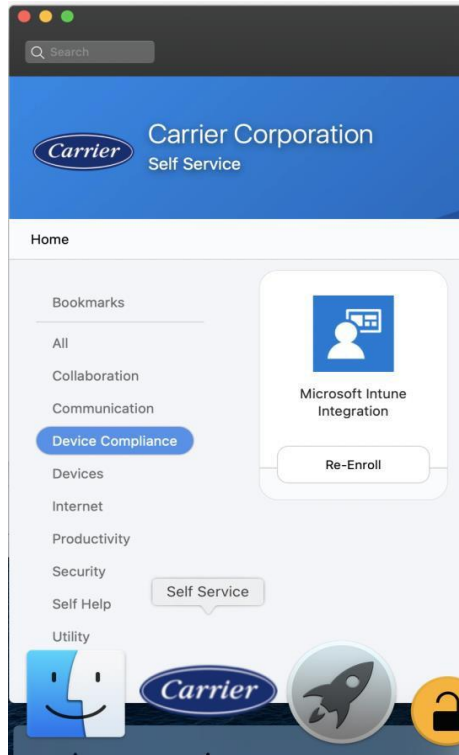 Search
Carrier
Carrier Corporation
Self Service
Home
Bookmarks
All
Collaboration
Communication
Device Compliance
Devices
Internet
Productivity
Security
Self Help
Utility
Microsoft Intune
Integration
Re-Enroll
Self Service
Carrier